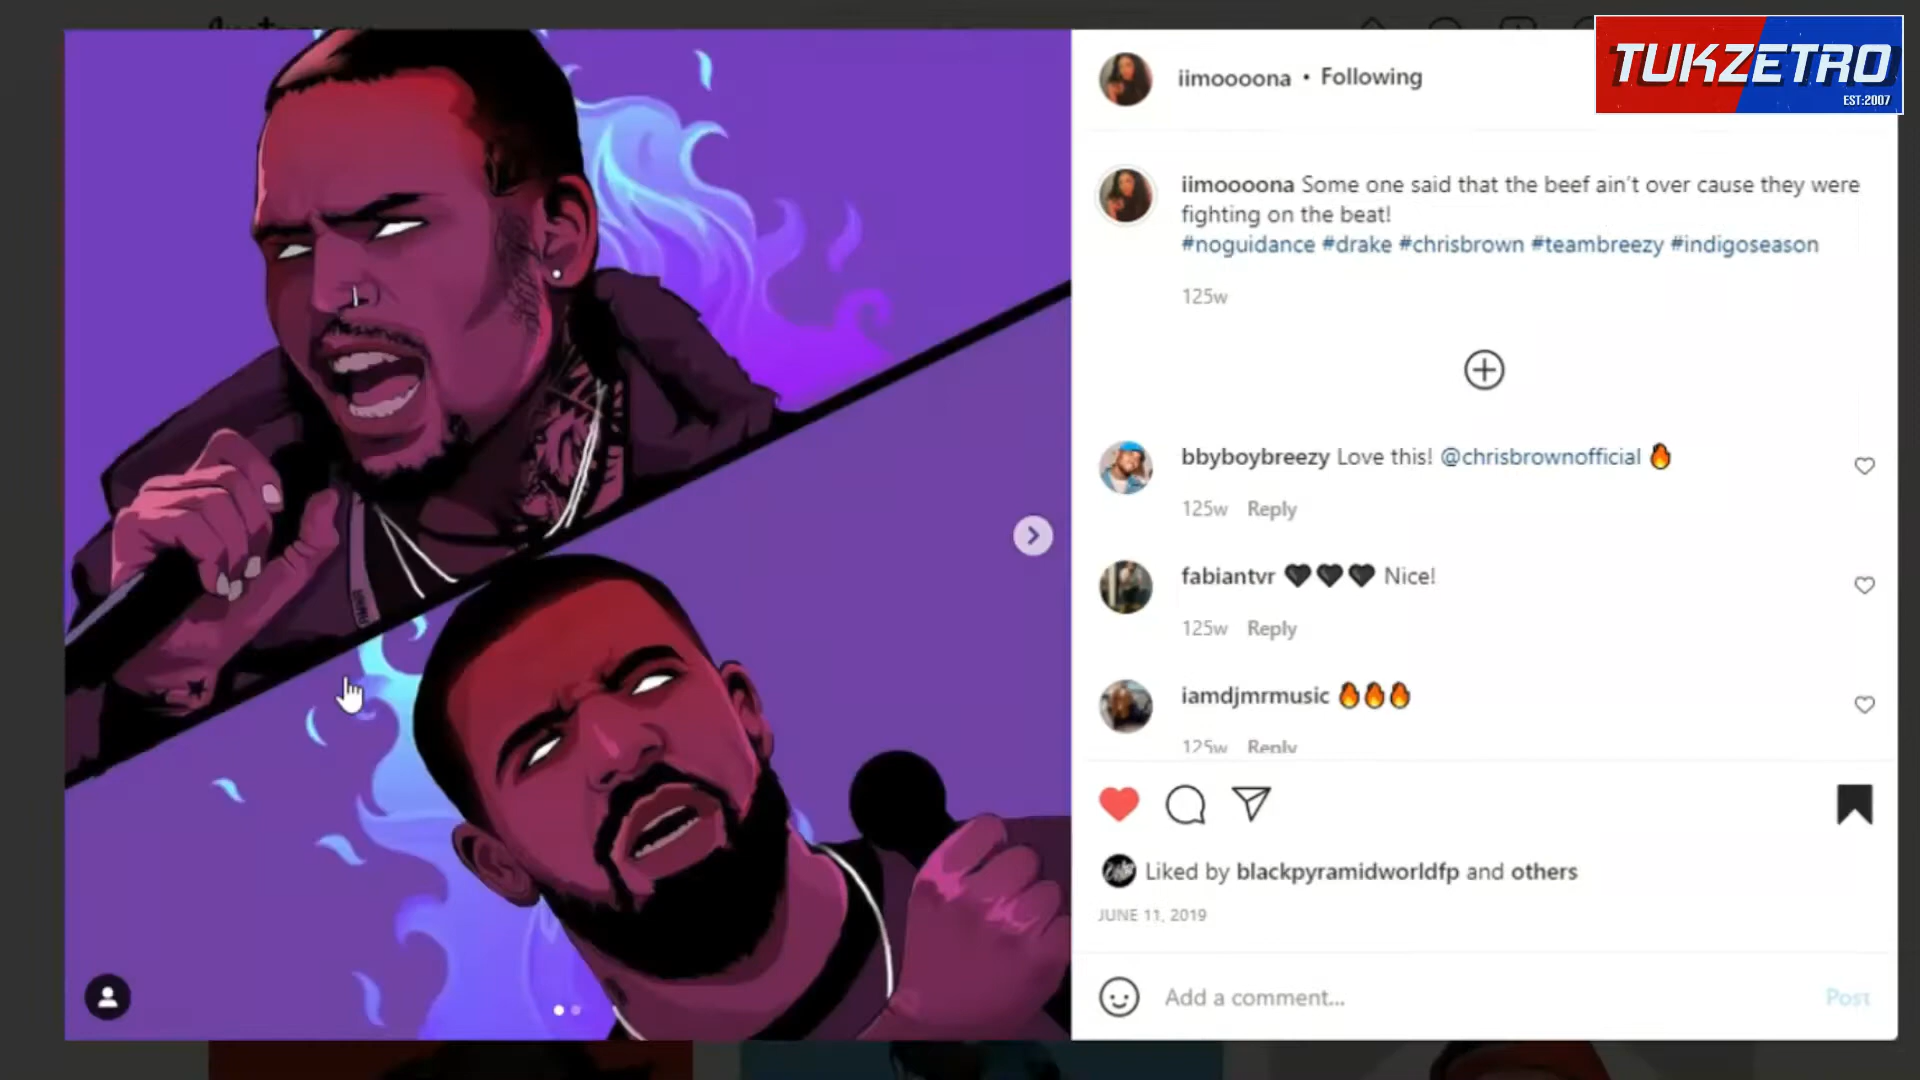 TUKZETRO
EST:2007
iimoooona • Following
iimoooona Some one said that the beef ain't over cause they were
fighting on the beat!
#noguidance #drake #chrisbrown #teambreezy #indigoseason
125w
bbyboybreezy Love this! @chrisbrownofficial 🔥
125w Reply
fabiantvr 🖤🖤🖤 Nice!
125w Reply
iamdjmrmusic 🔥🔥🔥
125w Reply
Liked by blackpyramidworldfp and others
JUNE 11, 2019
Add a comment...
Post